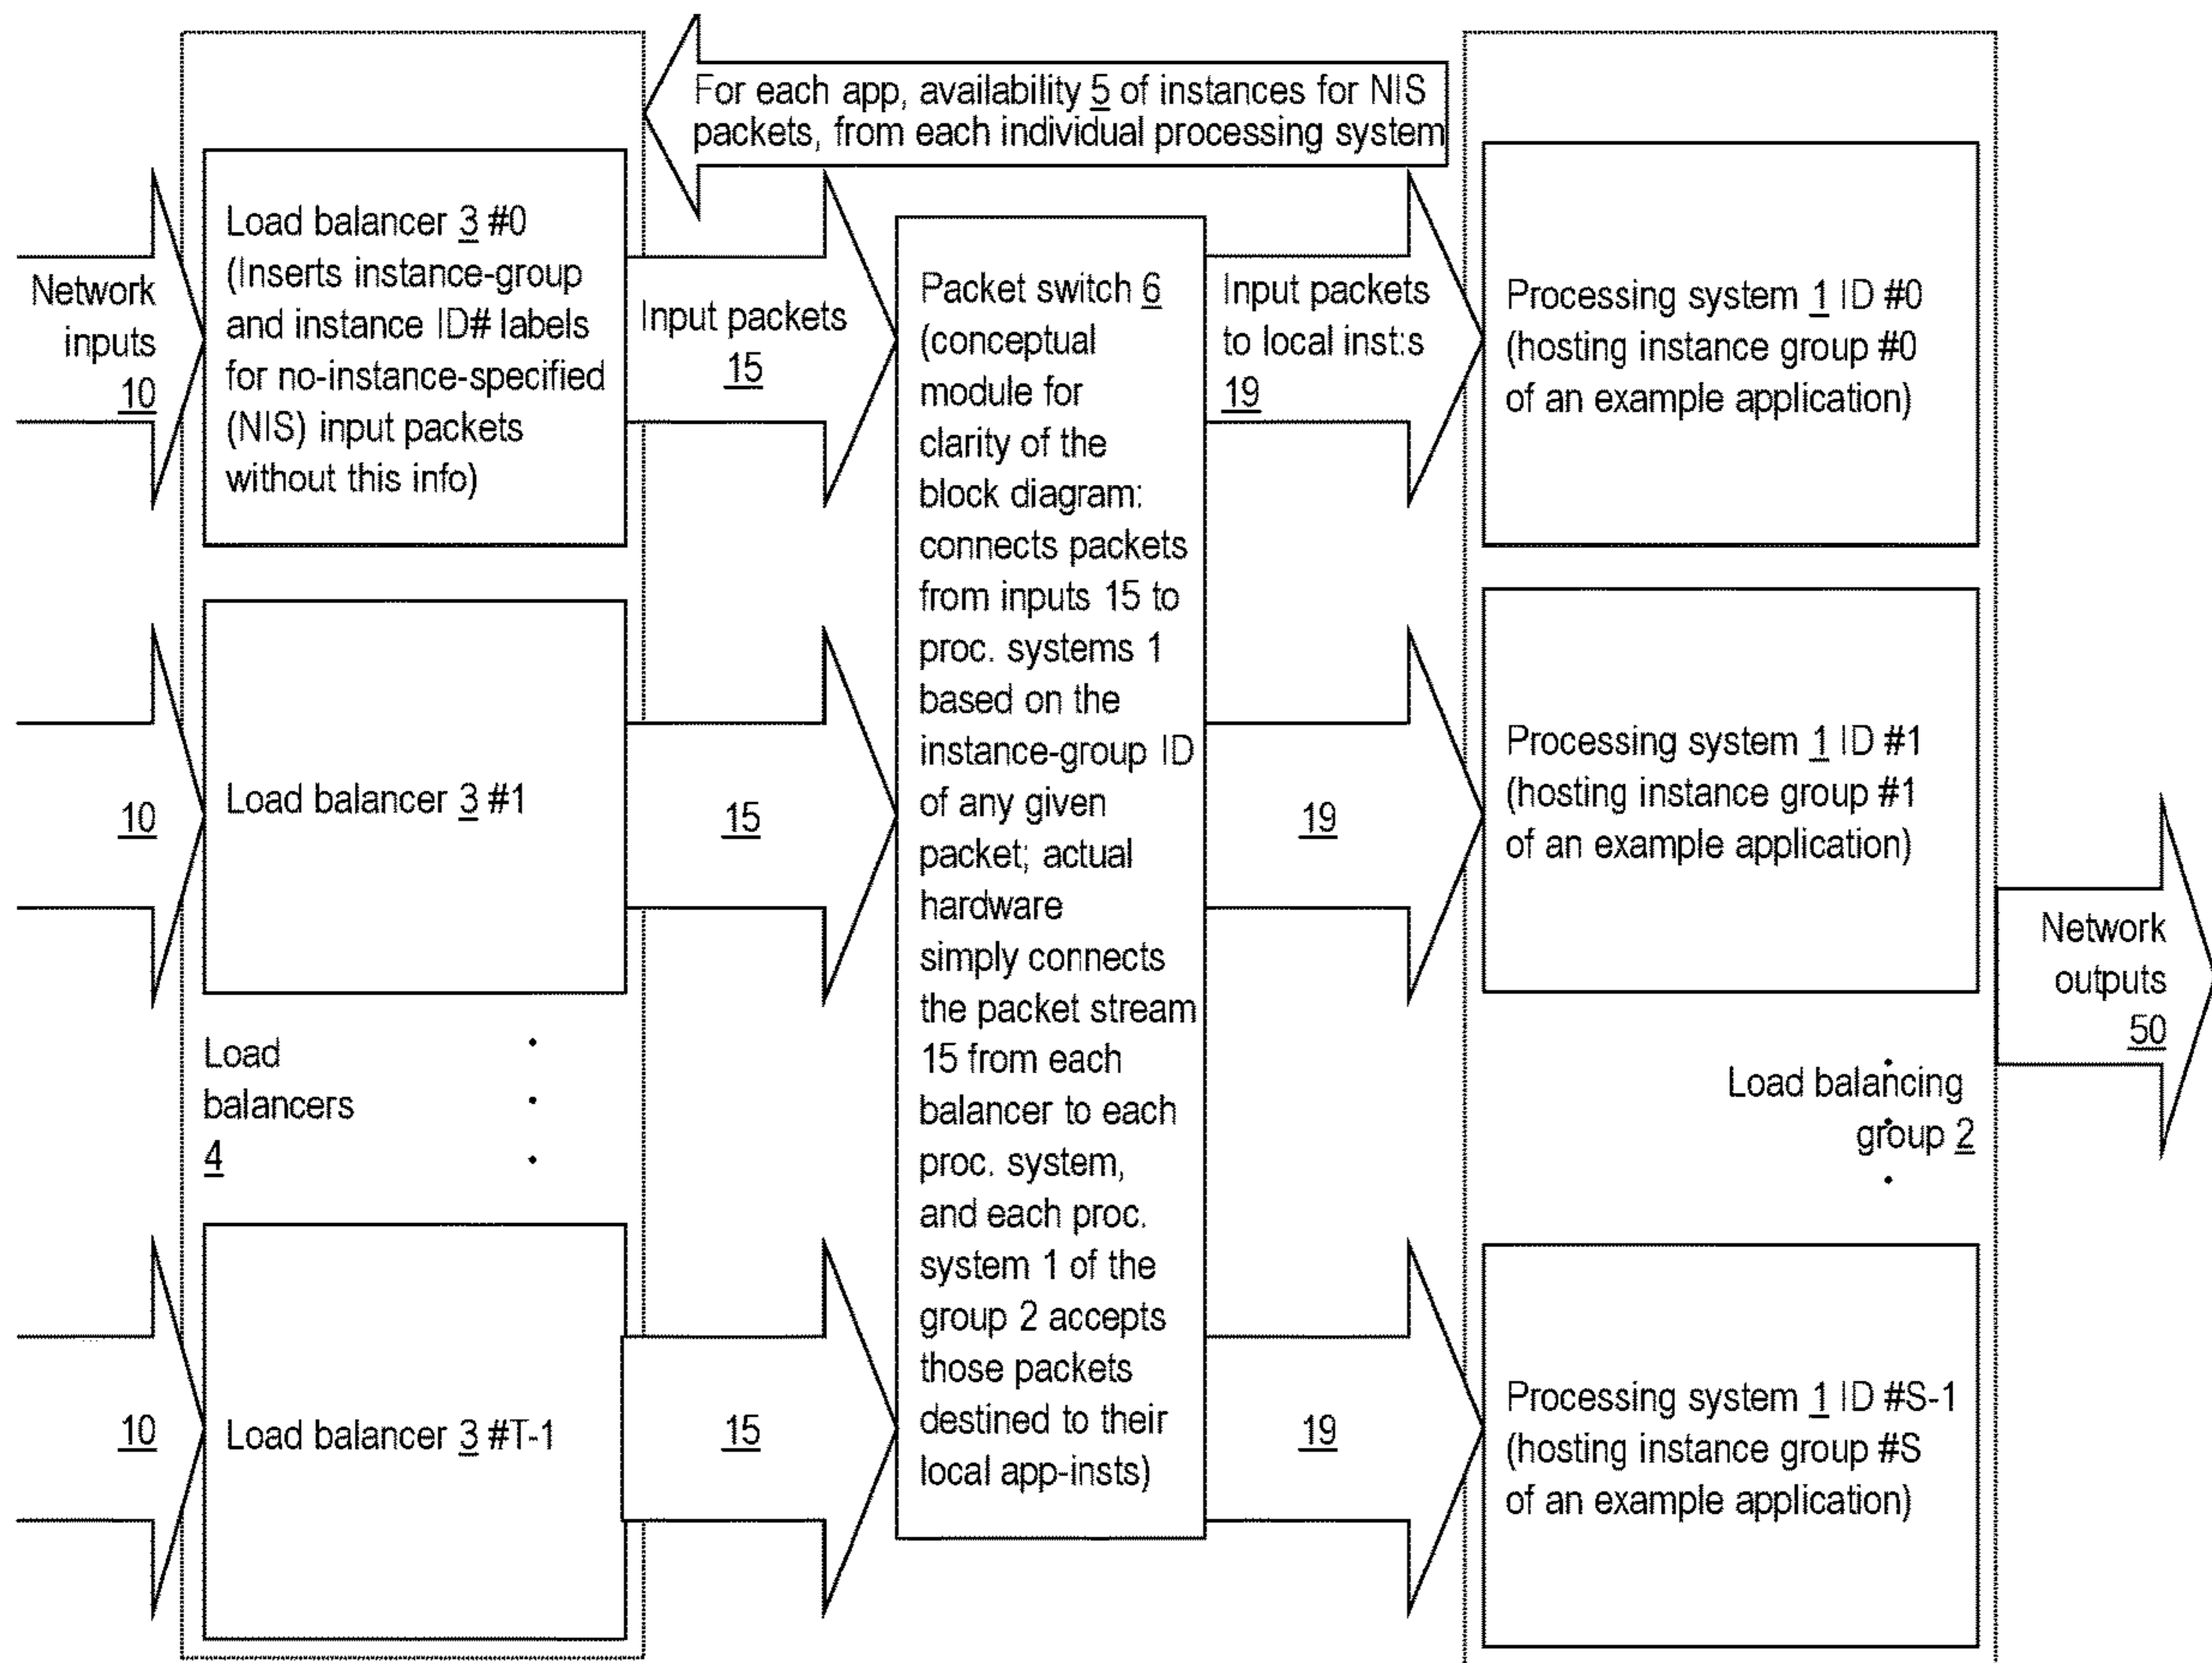 For each app, availability 5 of instances for NIS
packets, from each individual processing system
Network
inputs
10
Load balancer 3 #0
(Inserts instance-group
and instance ID# labels
for no-instance-specified
(NIS) input packets
without this info)
Input packets
15
Packet switch 6
(conceptual
module for
clarity of the
block diagram:
connects packets
from inputs 15 to
proc. systems 1
based on the
instance-group ID
of any given
packet; actual
hardware
simply connects
the packet stream
15 from each
balancer to each
proc. system,
and each proc.
system 1 of the
group 2 accepts
those packets
destined to their
local app-insts)
Input packets
to local inst:s
19
Processing system 1 ID #0
(hosting instance group #0
of an example application)
10
Load balancer 3 #1
15
19
Processing system 1 ID #1
(hosting instance group #1
of an example application)
Network
outputs
50
Load
balancers
4
Load balancing
group 2
10
Load balancer 3 #T-1
15
19
Processing system 1 ID #S-1
(hosting instance group #S
of an example application)